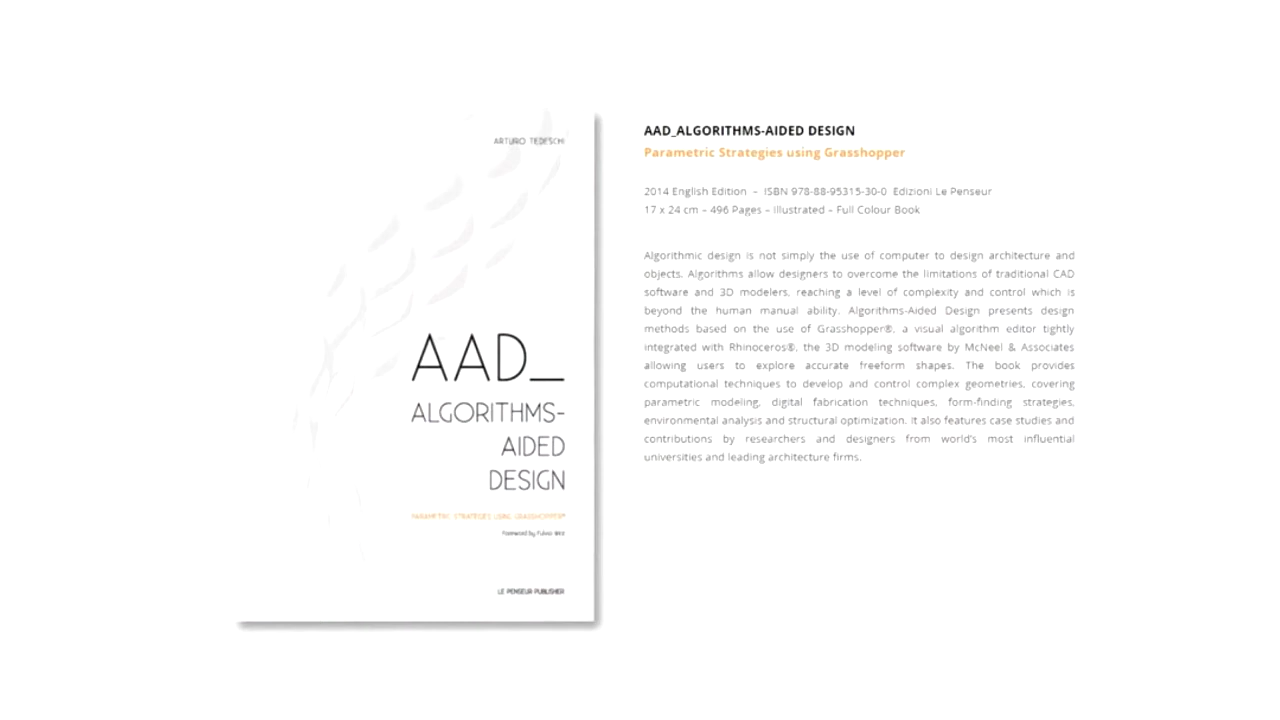 ARTURO TEDESCHI
AAD_
ALGORITHMS-
AIDED
DESIGN
PARAMETRIC STRATEGIES USING GRASSHOPPER®
Foreword by Fulvio Wirz
LE PENSEUR PUBLISHER
AAD_ALGORITHMS-AIDED DESIGN
Parametric Strategies using Grasshopper
2014 English Edition – ISBN 978-88-95315-30-0 Edizioni Le Penseur
17 x 24 cm – 496 Pages – Illustrated – Full Colour Book
Algorithmic design is not simply the use of computer to design architecture and
objects. Algorithms allow designers to overcome the limitations of traditional CAD
software and 3D modelers, reaching a level of complexity and control which is
beyond the human manual ability. Algorithms-Aided Design presents design
methods based on the use of Grasshopper®, a visual algorithm editor tightly
integrated with Rhinoceros®, the 3D modeling software by McNeel & Associates
allowing users to explore accurate freeform shapes. The book provides
computational techniques to develop and control complex geometries, covering
parametric modeling, digital fabrication techniques, form-finding strategies,
environmental analysis and structural optimization. It also features case studies and
contributions by researchers and designers from world's most influential
universities and leading architecture firms.